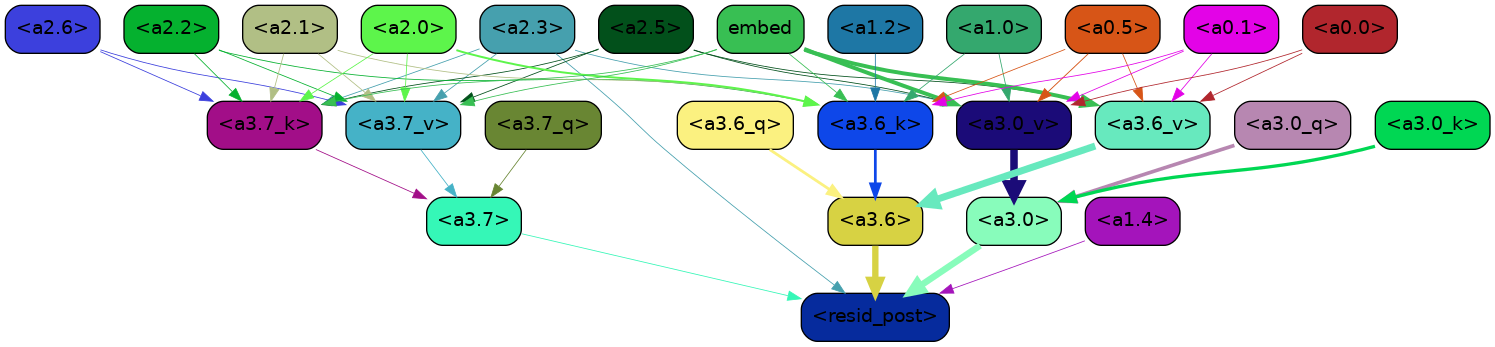 <a2.6> <a2.2> <a2.1> <a2.0> <a2.3> <a2.5> embed <a1.2> <a1.0> <a0.5> <a0.1> <a0.0>
<a3.7_k> <a3.7_v> <a3.7_q> <a3.6_q> <a3.6_k> <a3.0_v> <a3.6_v> <a3.0_q> <a3.0_k>
<a3.7> <a3.6> <a3.0> <a1.4>
<resid_post>